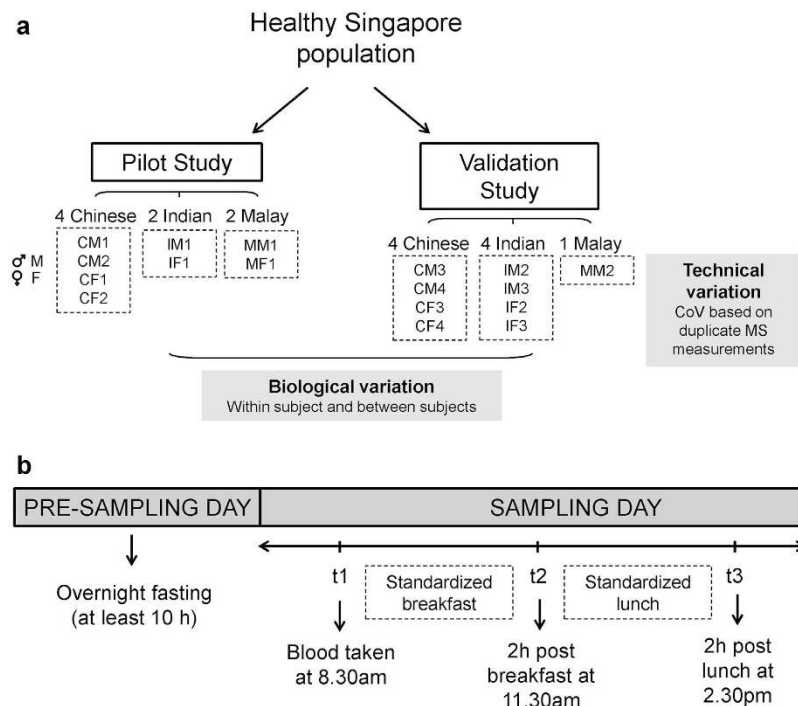 a
Healthy Singapore
population
Pilot Study
Validation
Study
4 Chinese 2 Indian 2 Malay
♂ M
♀ F
CM1
CM2
CF1
CF2
IM1
IF1
MM1
MF1
4 Chinese 4 Indian 1 Malay
CM3
CM4
CF3
CF4
IM2
IM3
IF2
IF3
MM2
Technical
variation
CoV based on
duplicate MS
measurements
Biological variation
Within subject and between subjects
b
PRE-SAMPLING DAY
SAMPLING DAY
Overnight fasting
(at least 10 h)
t1
Standardized
breakfast
t2
Standardized
lunch
t3
Blood taken
at 8.30am
2h post
breakfast at
11.30am
2h post
lunch at
2.30pm